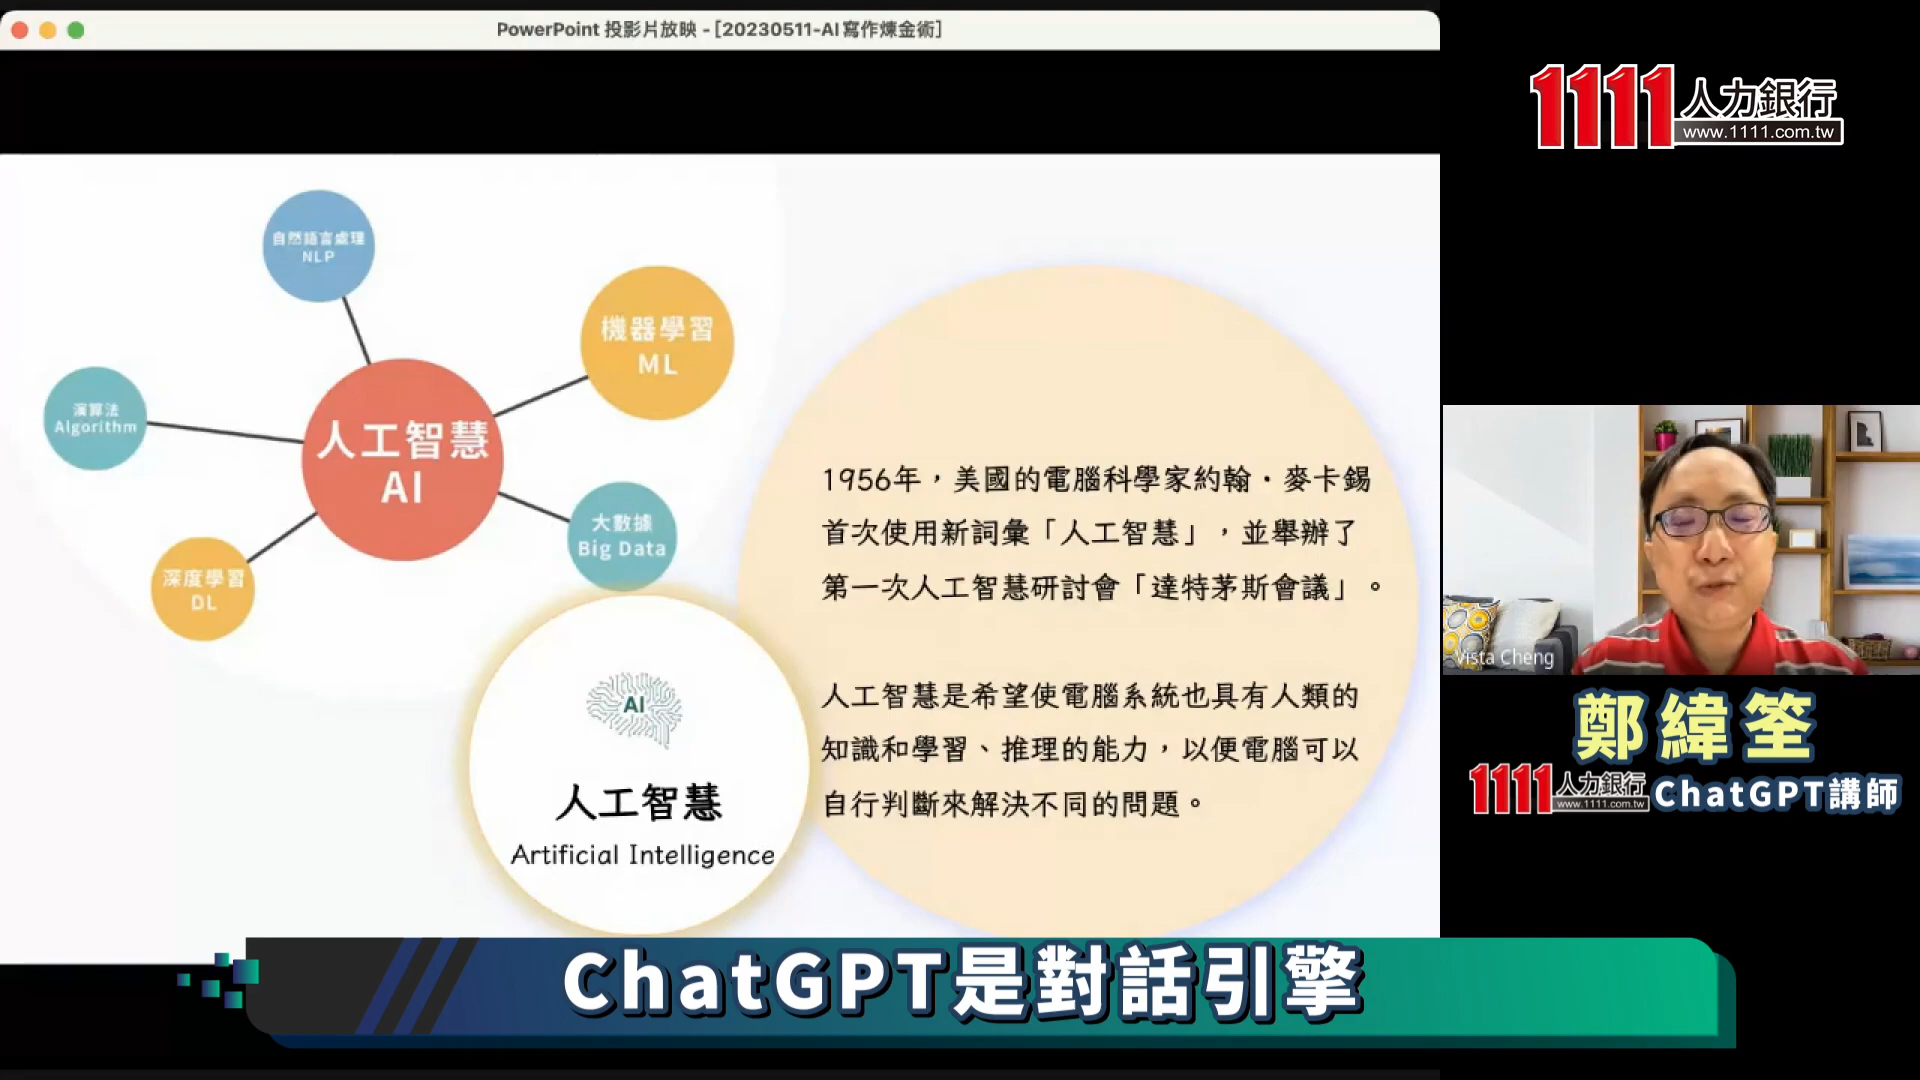 PowerPoint 投影片放映 - [20230511-AI寫作煉金術]
1111人力銀行
www.1111.com.tw
自然語言處理
NLP
機器學習
ML
演算法
Algorithm
人工智慧
AI
大數據
Big Data
深度學習
DL
1956年，美國的電腦科學家約翰·麥卡錫
首次使用新詞彙「人工智慧」，並舉辦了
第一次人工智慧研討會「達特茅斯會議」。
人工智慧是希望使電腦系統也具有人類的
知識和學習、推理的能力，以便電腦可以
自行判斷來解決不同的問題。
AI
人工智慧
Artificial Intelligence
Vista Cheng
鄭緯筌
1111人力銀行
www.1111.com.tw
ChatGPT講師
ChatGPT是對話引擎